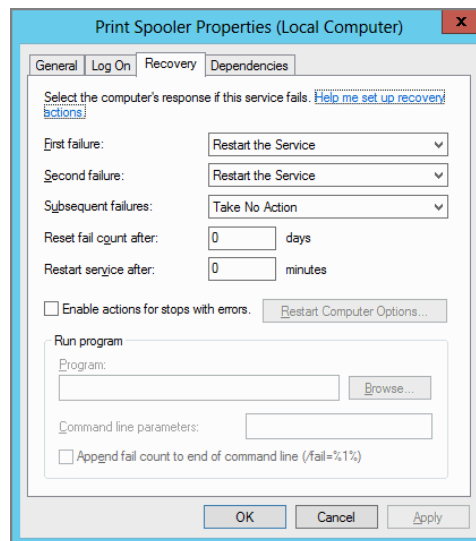 Print Spooler Properties (Local Computer)
x
General Log On Recovery Dependencies
Select the computer's response if this service fails. Help me set up recovery
actions.
First failure: Restart the Service
Second failure: Restart the Service
Subsequent failures: Take No Action
Reset fail count after: 0 days
Restart service after: 0 minutes
Enable actions for stops with errors. Restart Computer Options...
Run program
Program:
Browse...
Command line parameters:
Append fail count to end of command line (/fail=%1%)
OK Cancel Apply